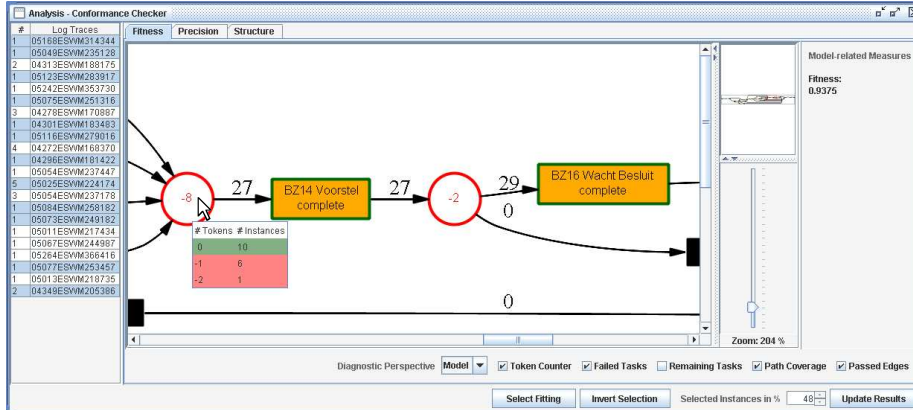 Analysis - Conformance Checker
# Log Traces
1 05168ESWM314344
1 05049ESWM235128
2 04313ESWM188175
1 05123ESWM283917
1 05242ESWM353730
1 05075ESWM251316
3 04278ESWM170887
1 04301ESWM183483
1 05116ESWM279016
4 04272ESWM168370
1 04296ESWM181422
1 05054ESWM237447
5 05025ESWM224174
3 05054ESWM237178
1 05084ESWM258182
1 05073ESWM249182
1 05011ESWM217434
1 05067ESWM244987
1 05264ESWM366416
1 05077ESWM253457
1 05013ESWM218735
2 04349ESWM205386
Fitness Precision Structure
-8
27
BZ14 Voorstel
complete
27
-2
29
0
BZ16 Wacht Besluit
complete
# Tokens # Instances
0 10
-1 6
-2 1
0
Zoom: 204 %
Model-related Measures
Fitness:
0.9375
Diagnostic Perspective Model Token Counter Failed Tasks Remaining Tasks Path Coverage Passed Edges
Select Fitting Invert Selection Selected Instances in % 48 Update Results